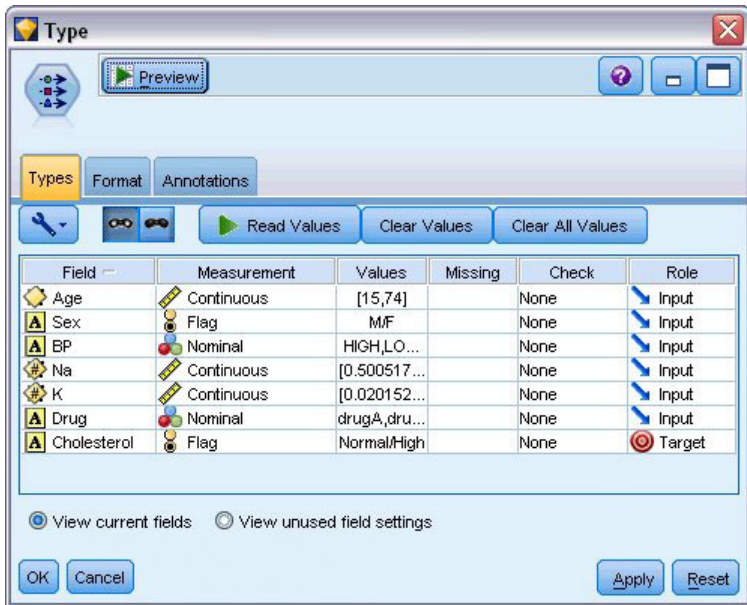 Type
Preview
Types Format Annotations
Read Values Clear Values Clear All Values
Field Measurement Values Missing Check Role
Age Continuous [15,74] None Input
A Sex Flag M/F None Input
A BP Nominal HIGH,LO... None Input
# Na Continuous [0.500517... None Input
# K Continuous [0.020152... None Input
A Drug Nominal drugA,dru... None Input
A Cholesterol Flag Normal/High None Target
View current fields View unused field settings
OK Cancel Apply Reset